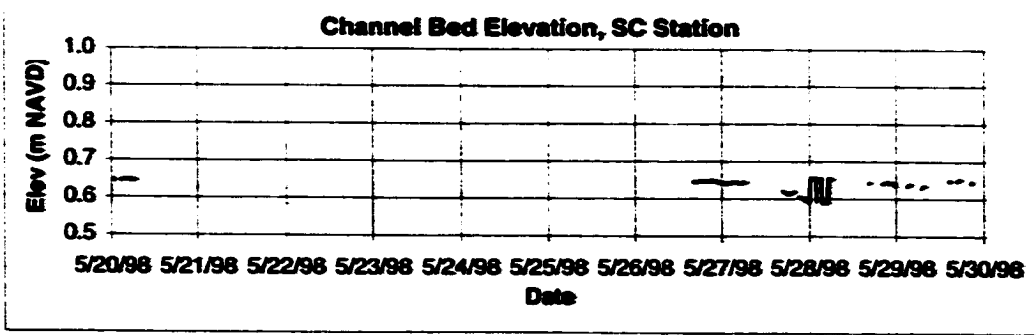 Channel Bed Elevation, SC Station
Elev (m NAVD)
1.0
0.9
0.8
0.7
0.6
0.5
5/20/98 5/21/98 5/22/98 5/23/98 5/24/98 5/25/98 5/26/98 5/27/98 5/28/98 5/29/98 5/30/98
Date